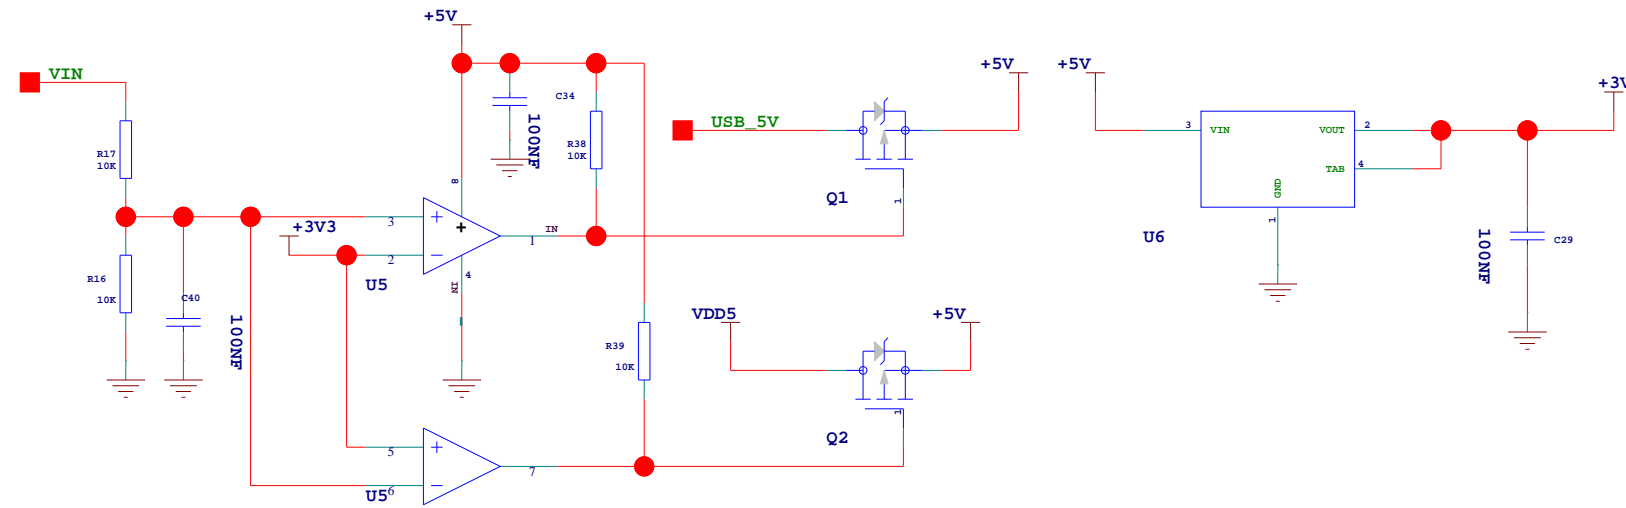 +5V
VIN
C34
100NF
R38
10K
R17
10K
8
3
+3V3
2
1
IN
4
IN
U5
R16
10K
C40
100NF
R39
10K
5
6
U5
7
USB_5V
+5V
Q1
1
VDD5
+5V
Q2
1
+5V
3
VIN
VOUT
2
TAB
4
GND
1
U6
+3V
100NF
C29